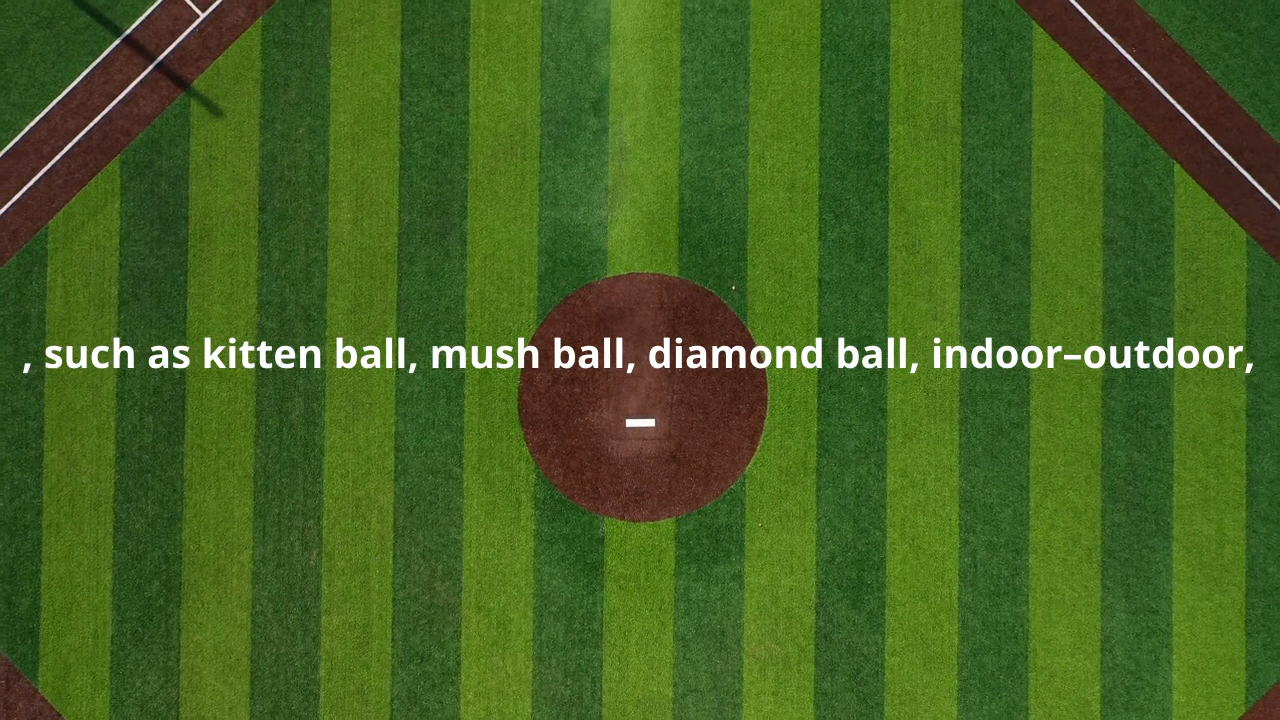 , such as kitten ball, mush ball, diamond ball, indoor–outdoor,